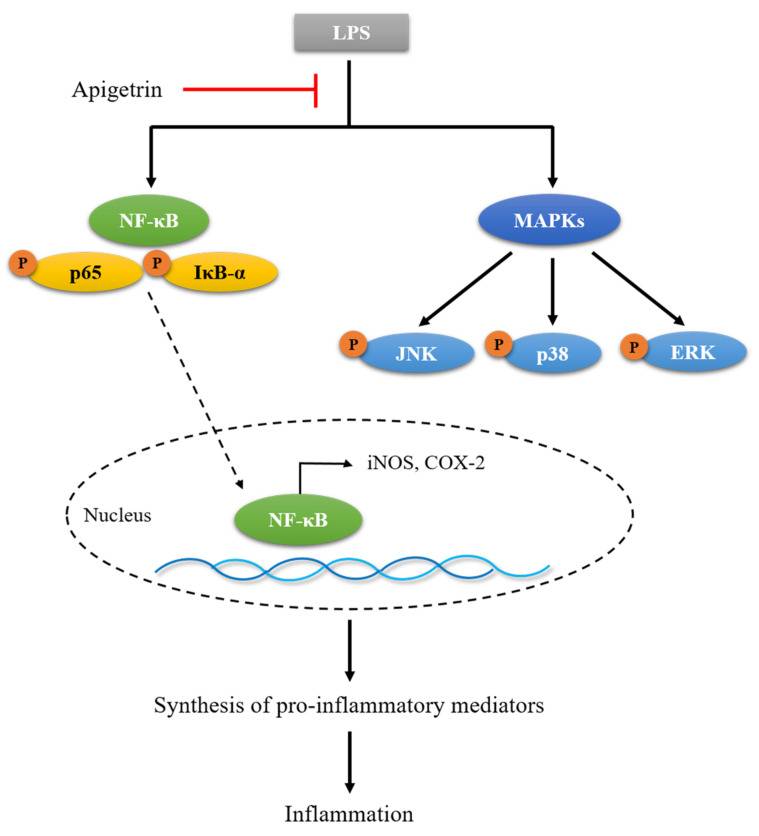 LPS
Apigetrin
NF-κB
MAPKs
P
p65
P
IκB-α
P
JNK
P
p38
P
ERK
iNOS, COX-2
Nucleus
NF-κB
Synthesis of pro-inflammatory mediators
Inflammation